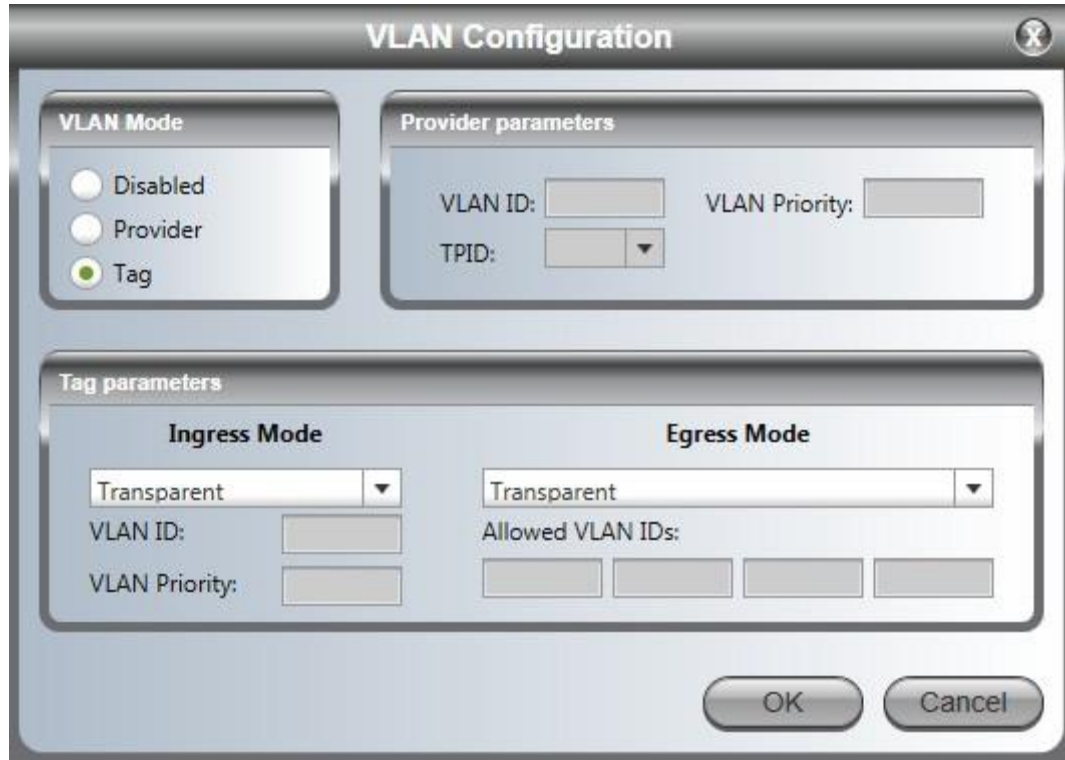 VLAN Configuration
X
VLAN Mode
Disabled
Provider
Tag
Provider parameters
VLAN ID:
VLAN Priority:
TPID:
Tag parameters
Ingress Mode
Transparent
VLAN ID:
VLAN Priority:
Egress Mode
Transparent
Allowed VLAN IDs:
OK
Cancel